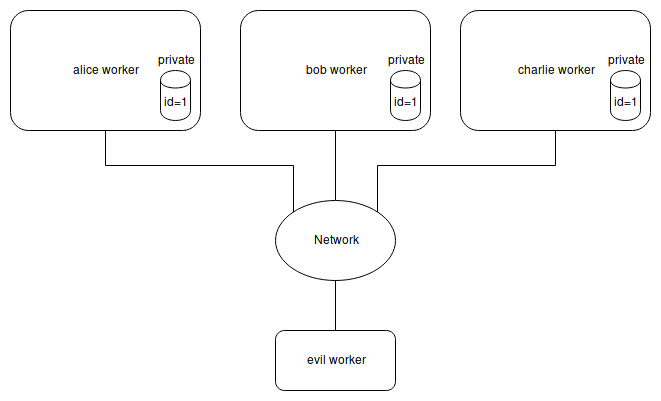 private
alice worker
id=1
private
bob worker
id=1
private
charlie worker
id=1
Network
evil worker